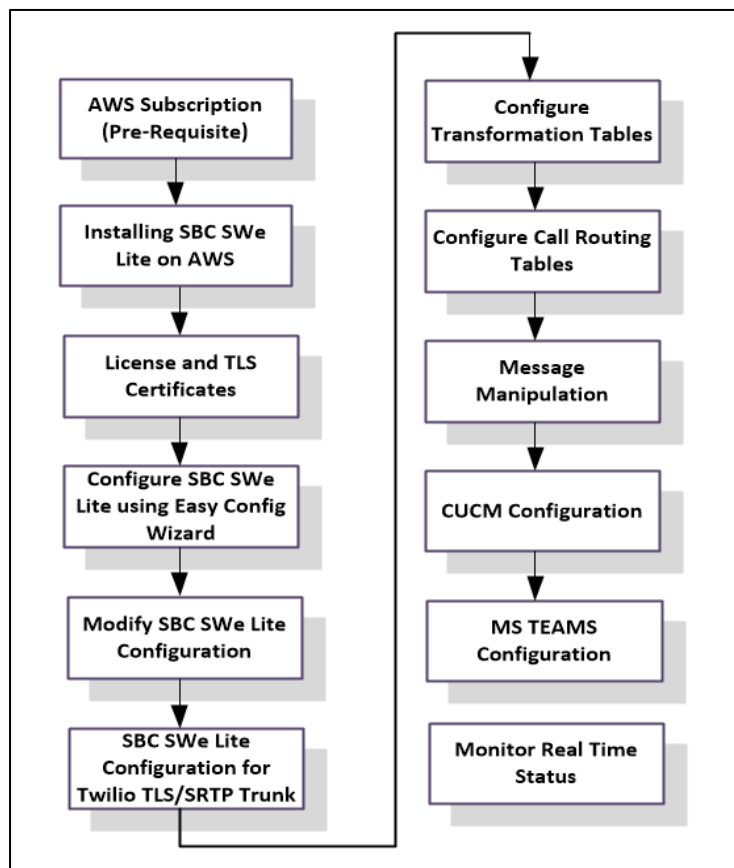 AWS Subscription
(Pre-Requisite)
Installing SBC SWe
Lite on AWS
License and TLS
Certificates
Configure SBC SWe
Lite using Easy Config
Wizard
Modify SBC SWe Lite
Configuration
SBC SWe Lite
Configuration for
Twilio TLS/SRTP Trunk
Configure
Transformation Tables
Configure Call Routing
Tables
Message
Manipulation
CUCM Configuration
MS TEAMS
Configuration
Monitor Real Time
Status